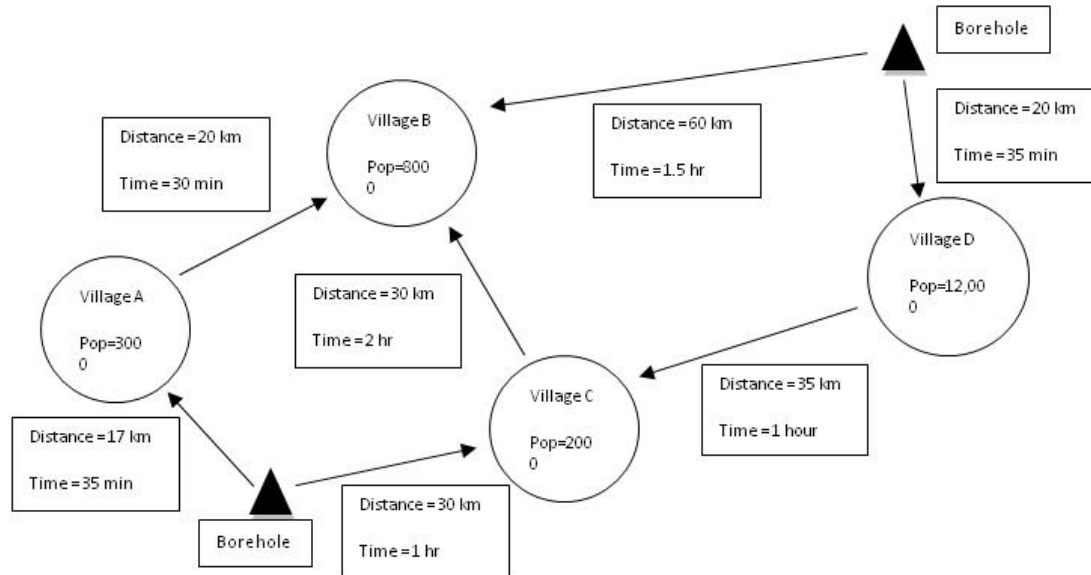 Borehole
Distance =20 km
Time =35 min
Village B
Pop=800
0
Distance =60 km
Time =1.5 hr
Distance =20 km
Time =30 min
Village D
Pop=12,00
0
Village A
Pop=300
0
Distance =30 km
Time =2 hr
Village C
Pop=200
0
Distance =35 km
Time =1 hour
Distance =17 km
Time =35 min
Borehole
Distance =30 km
Time =1 hr